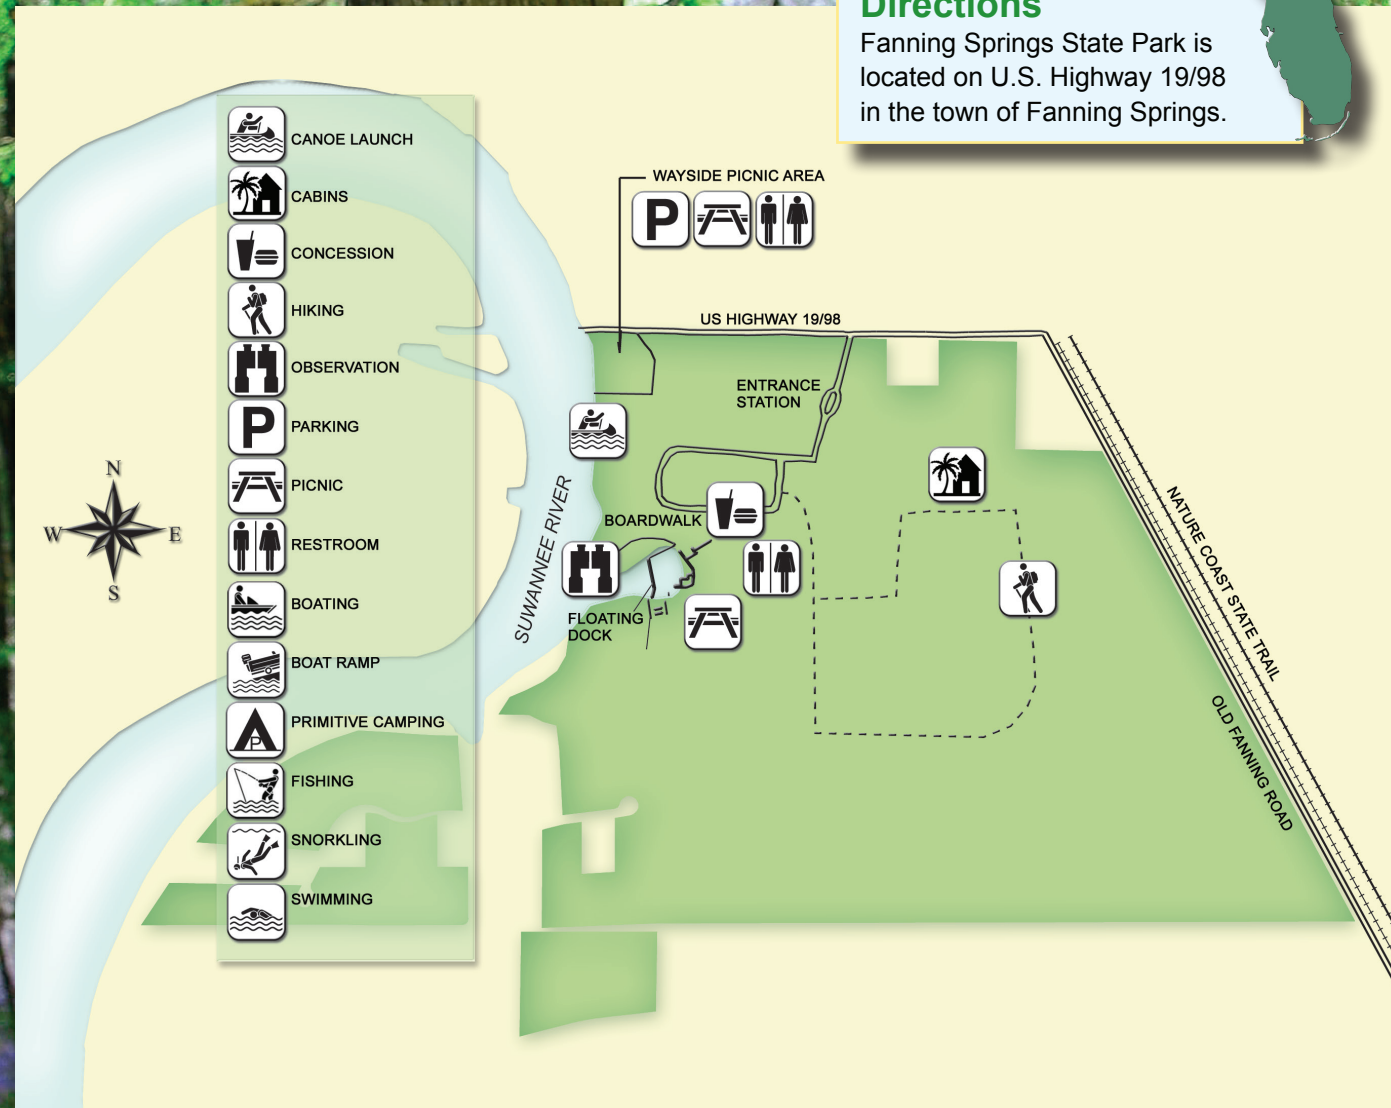 Directions
Fanning Springs State Park is
located on U.S. Highway 19/98
in the town of Fanning Springs.
CANOE LAUNCH
CABINS
CONCESSION
HIKING
OBSERVATION
P
PARKING
PICNIC
RESTROOM
BOATING
BOAT RAMP
P
PRIMITIVE CAMPING
FISHING
SNORKLING
SWIMMING
N
W
E
S
WAYSIDE PICNIC AREA
P
US HIGHWAY 19/98
ENTRANCE
STATION
SUWANNEE RIVER
BOARDWALK
FLOATING
DOCK
NATURE COAST STATE TRAIL
OLD FANNING ROAD